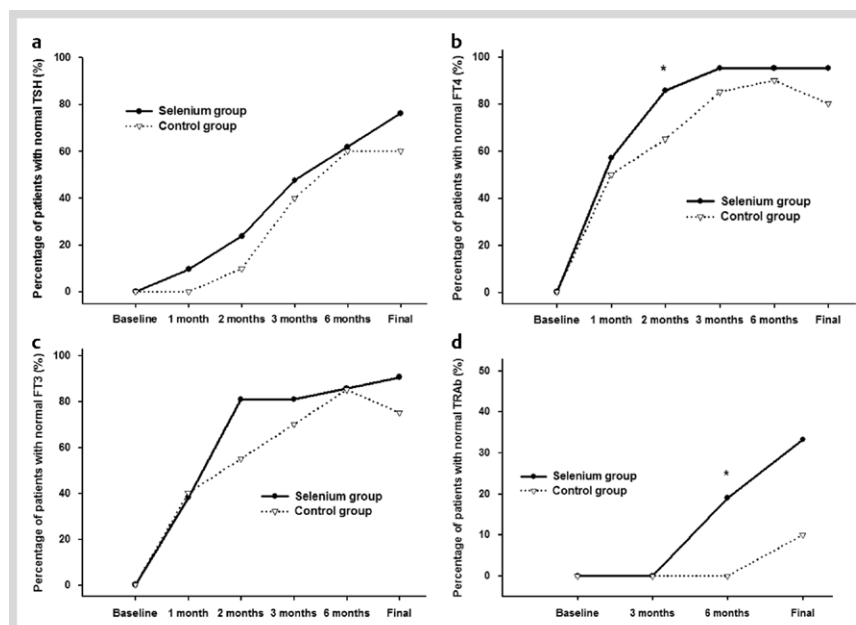 a
Percentage of patients with normal TSH (%)
100
80
60
40
20
0
Selenium group
Control group
Baseline 1 month 2 months 3 months 6 months Final
b
Percentage of patients with normal FT4 (%)
100
80
60
40
20
0
*
Selenium group
Control group
Baseline 1 month 2 months 3 months 6 months Final
c
Percentage of patients with normal FT3 (%)
100
80
60
40
20
0
Selenium group
Control group
Baseline 1 month 2 months 3 months 6 months Final
d
Percentage of patients with normal TRAb (%)
50
40
30
20
10
0
*
Selenium group
Control group
Baseline 3 months 6 months Final